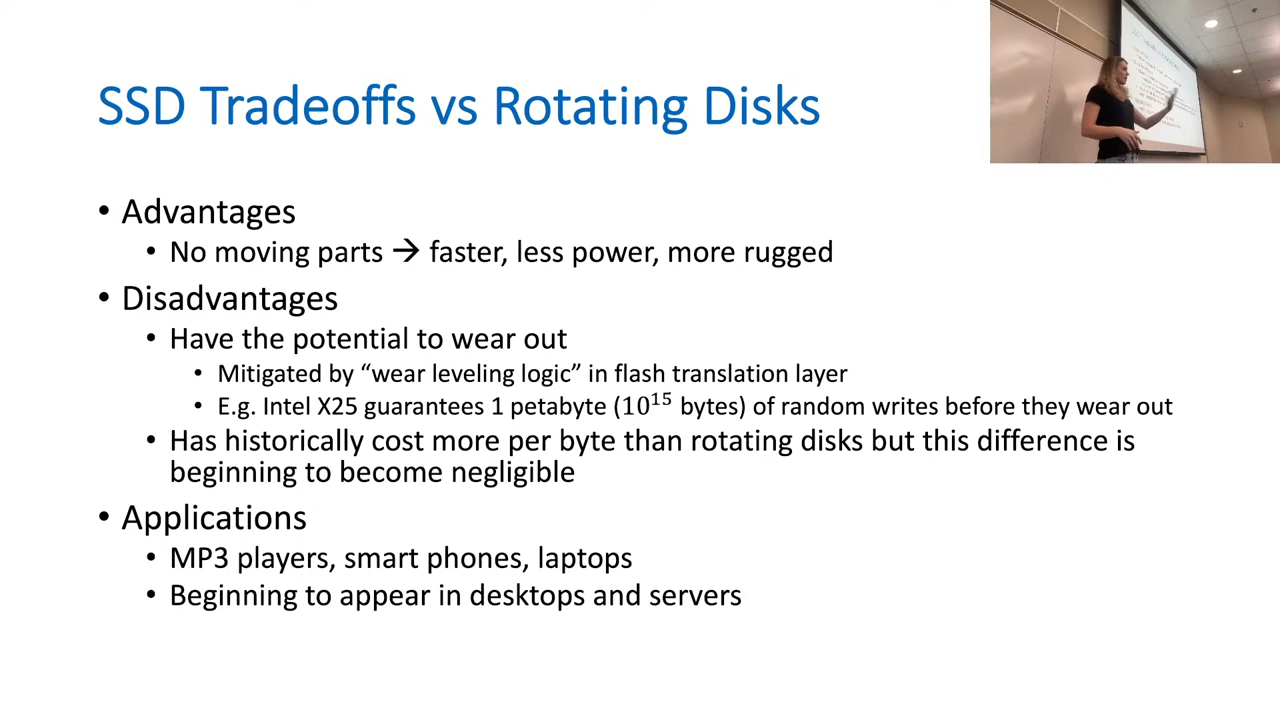 SSD Tradeoffs vs Rotating Disks
• Advantages
• No moving parts → faster, less power, more rugged
• Disadvantages
• Have the potential to wear out
• Mitigated by “wear leveling logic” in flash translation layer
• E.g. Intel X25 guarantees 1 petabyte (10¹⁵ bytes) of random writes before they wear out
• Has historically cost more per byte than rotating disks but this difference is
beginning to become negligible
• Applications
• MP3 players, smart phones, laptops
• Beginning to appear in desktops and servers